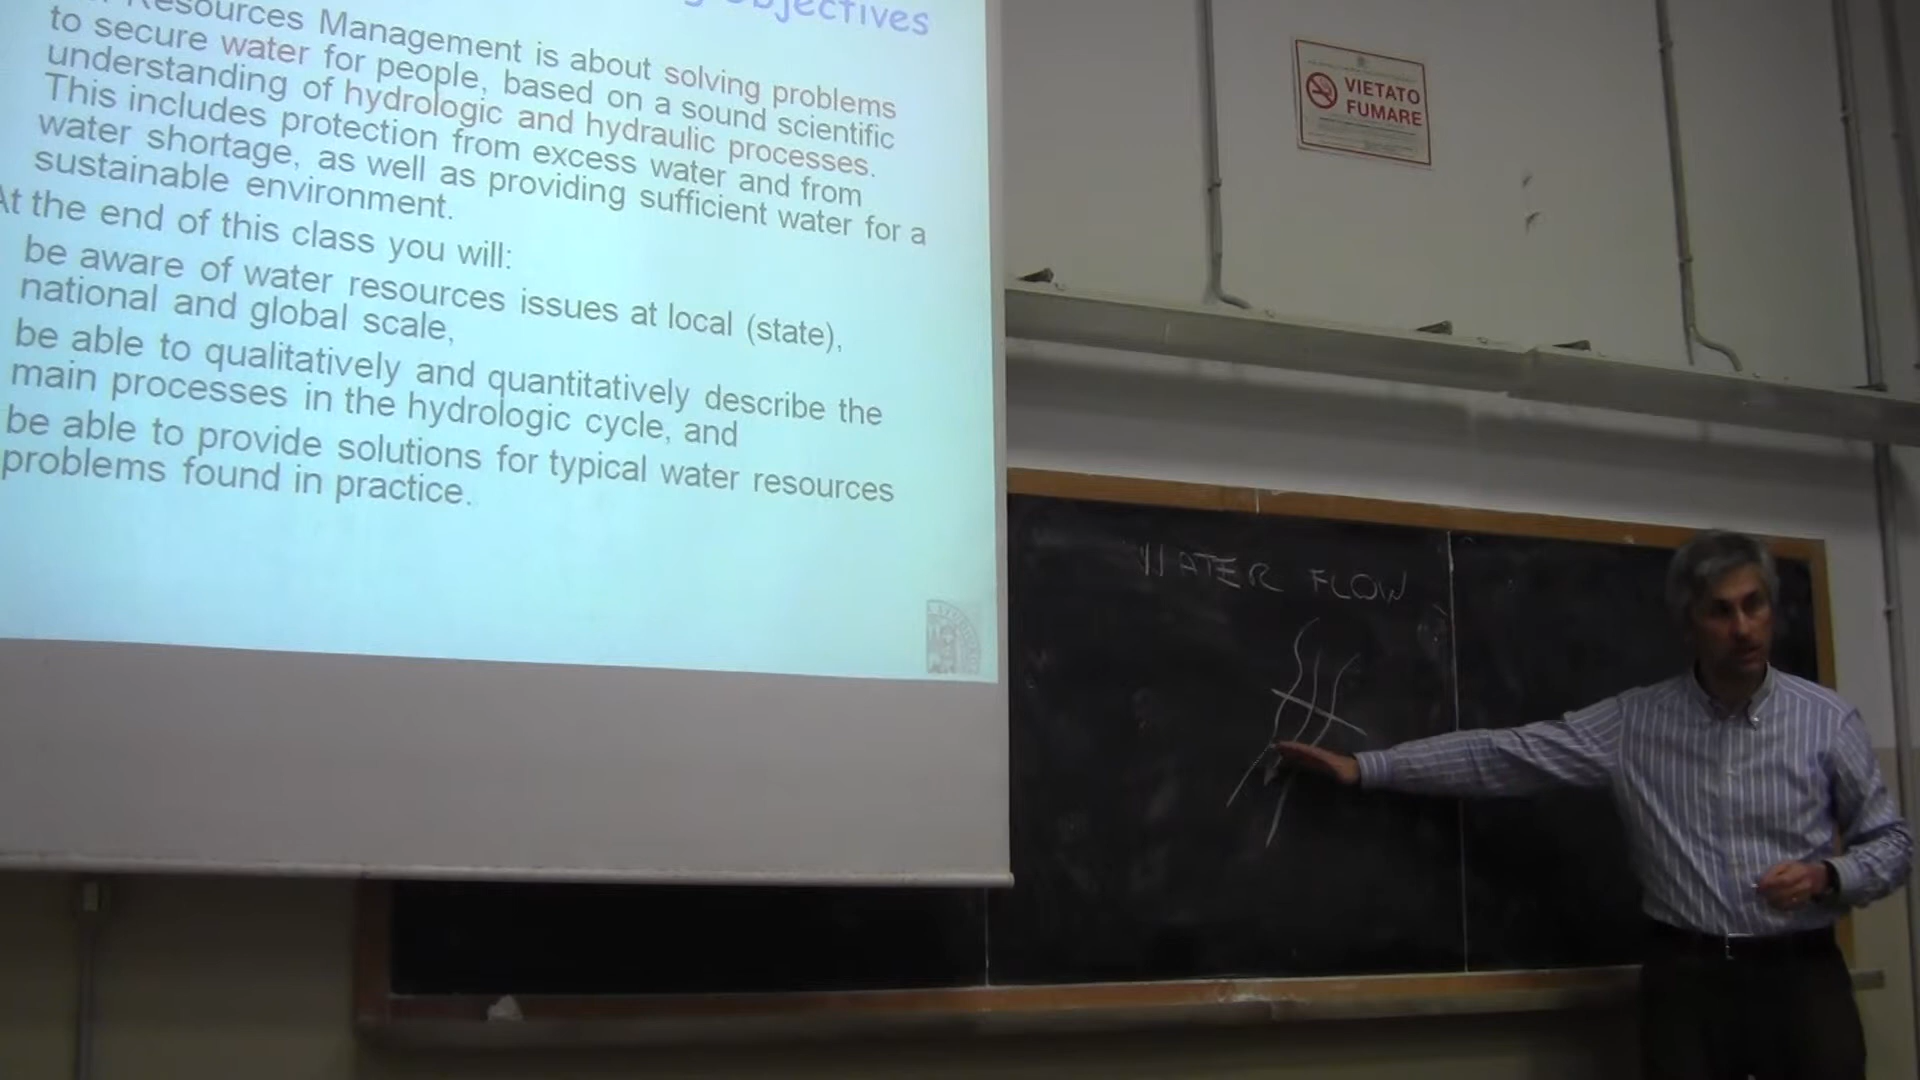 Objectives
Resources Management is about solving problems
to secure water for people, based on a sound scientific
understanding of hydrologic and hydraulic processes.
This includes protection from excess water and from
water shortage, as well as providing sufficient water for a
sustainable environment.
At the end of this class you will:
be aware of water resources issues at local (state),
national and global scale,
be able to qualitatively and quantitatively describe the
main processes in the hydrologic cycle, and
be able to provide solutions for typical water resources
problems found in practice.
VIETATO
FUMARE
WATER FLOW